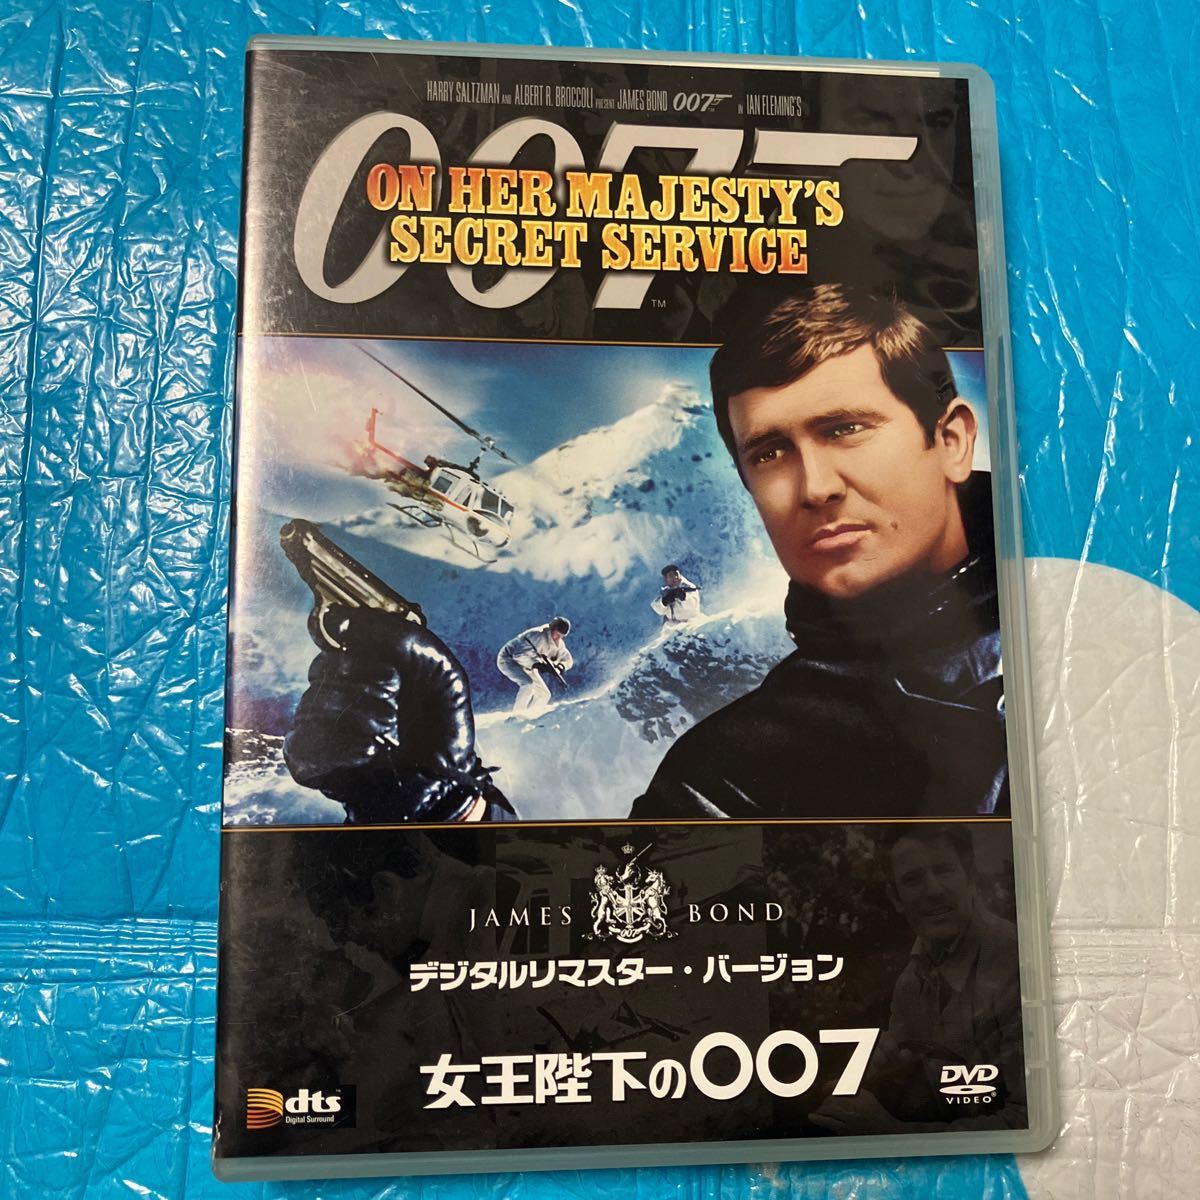 HARRY SALTZMAN AND ALBERT R. BROCCOLI PRESENT JAMES BOND 007 IN IAN FLEMING'S
007
ON HER MAJESTY'S
SECRET SERVICE
TM
JAMES BOND
007
デジタルリマスター・バージョン
女王陛下の007
dts
Digital Surround
DVD
VIDEO